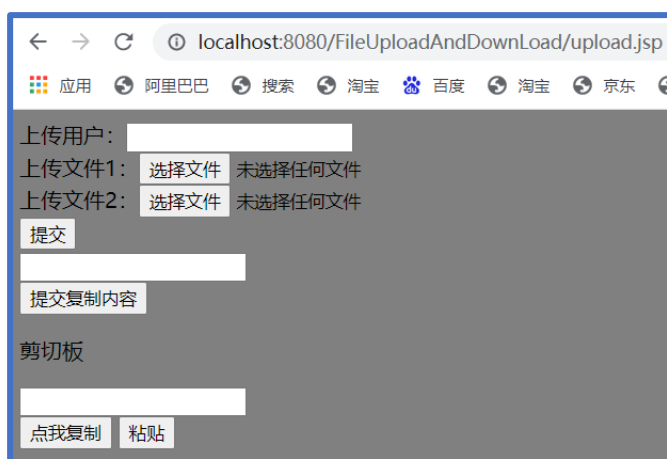 localhost:8080/FileUploadAndDownLoad/upload.jsp
应用 阿里巴巴 搜索 淘宝 百度 淘宝 京东
上传用户：
上传文件1： 选择文件 未选择任何文件
上传文件2： 选择文件 未选择任何文件
提交
提交复制内容
剪切板
点我复制 粘贴